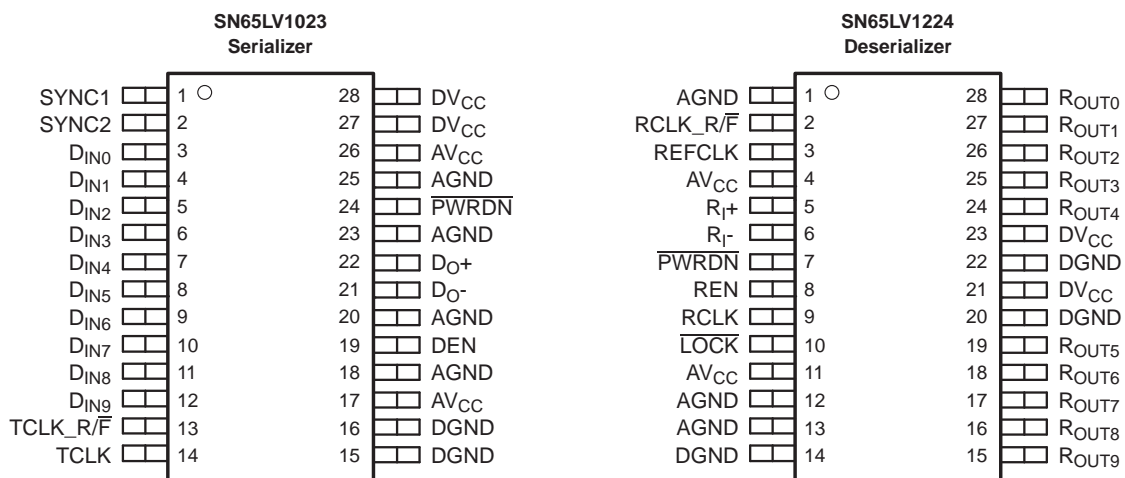 SN65LV1023
Serializer
SYNC1 1 28 DVCC
SYNC2 2 27 DVCC
DIN0 3 26 AVCC
DIN1 4 25 AGND
DIN2 5 24 PWRDN
DIN3 6 23 AGND
DIN4 7 22 DO+
DIN5 8 21 DO-
DIN6 9 20 AGND
DIN7 10 19 DEN
DIN8 11 18 AGND
DIN9 12 17 AVCC
TCLK_R/F 13 16 DGND
TCLK 14 15 DGND
SN65LV1224
Deserializer
AGND 1 28 ROUT0
RCLK_R/F 2 27 ROUT1
REFCLK 3 26 ROUT2
AVCC 4 25 ROUT3
RI+ 5 24 ROUT4
RI- 6 23 DVCC
PWRDN 7 22 DGND
REN 8 21 DVCC
RCLK 9 20 DGND
LOCK 10 19 ROUT5
AVCC 11 18 ROUT6
AGND 12 17 ROUT7
AGND 13 16 ROUT8
DGND 14 15 ROUT9